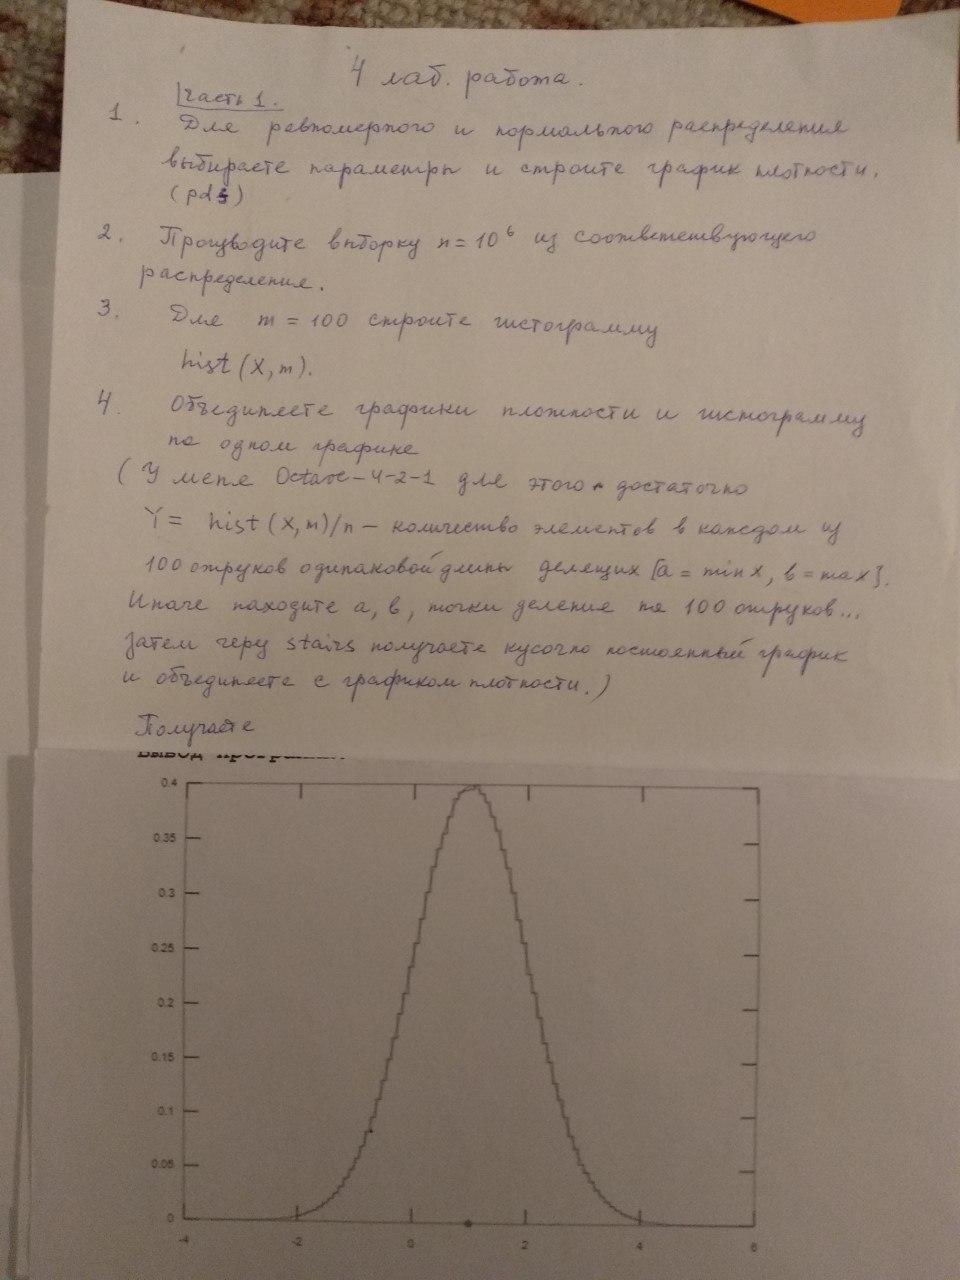 4 лаб. работа.
Часть 1.
1. Для равномерного и нормального распределения
выбираете параметры и строите график плотности.
(pdf)
2. Производите выборку n = 10⁶ из соответствующего
распределения.
3. Для m = 100 строите гистограмму
hist(X, m).
4. Объединяете графики плотности и гистограмму
на одном графике
(У меня Octave-4-2-1 для этого достаточно
Y = hist(X, m)/n – количество элементов в каждом из
100 отрезков одинаковой длины делящих [a = min x, b = max].
Иначе находите a, b, точки деления на 100 отрезков...
Затем через stairs получаете кусочно постоянный график
и объединяете с графиком плотности.)
Получаете
Вывод программы:
0.4
0.35
0.3
0.25
0.2
0.15
0.1
0.05
0
-4 -2 0 2 4 6